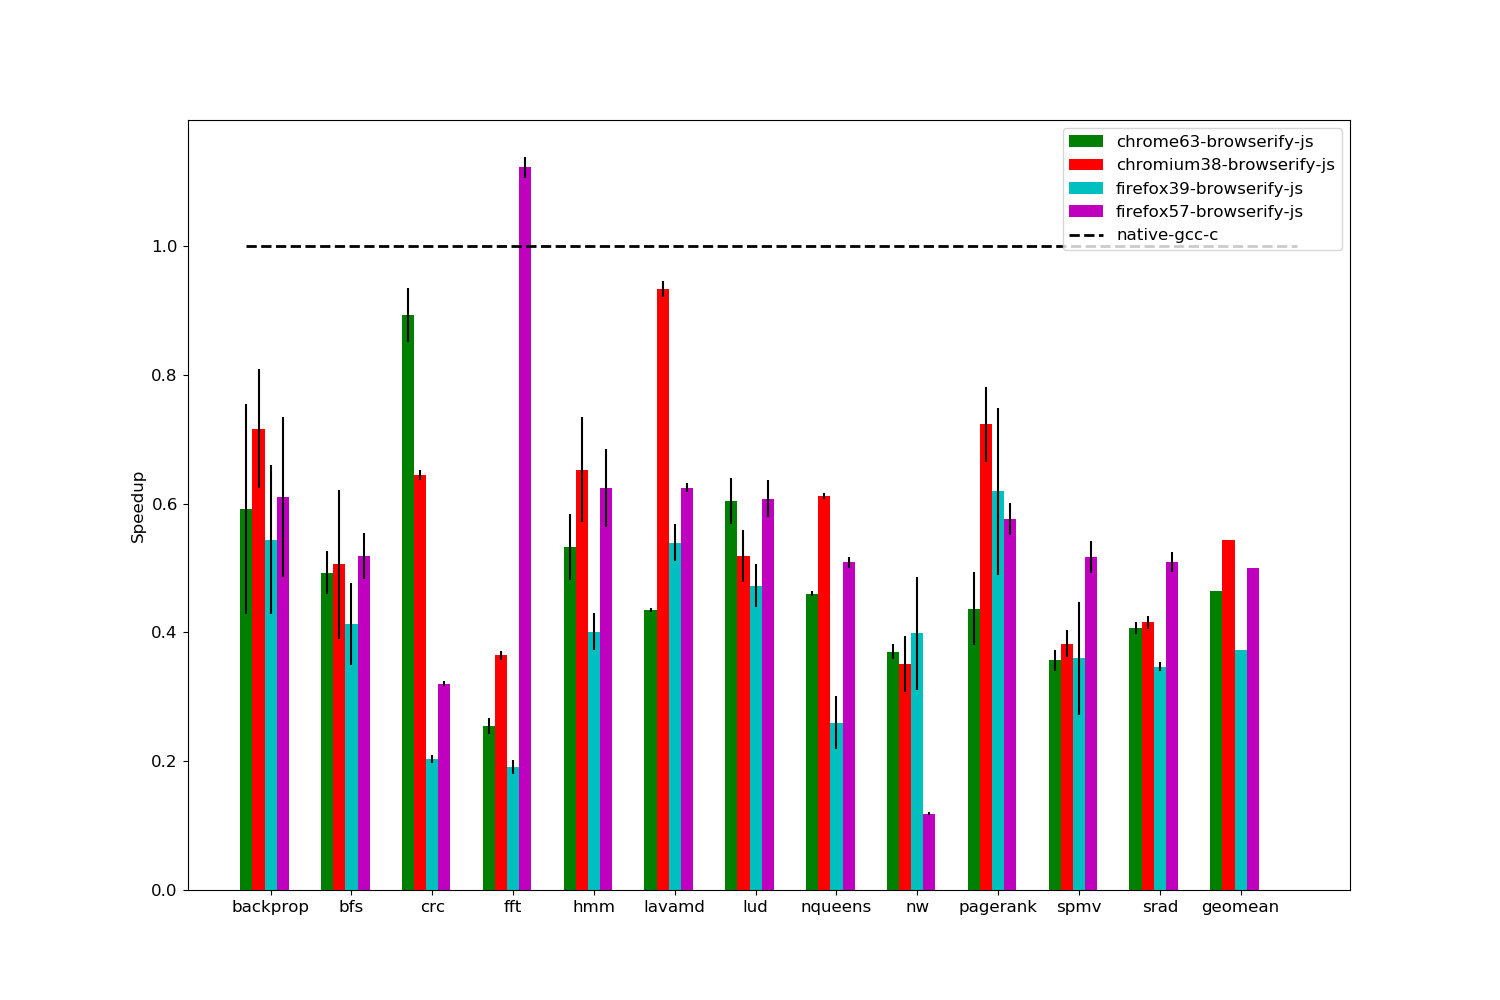 chrome63-browserify-js
chromium38-browserify-js
firefox39-browserify-js
firefox57-browserify-js
native-gcc-c
1.0
0.8
0.6
0.4
0.2
0.0
Speedup
backprop bfs crc fft hmm lavamd lud nqueens nw pagerank spmv srad geomean